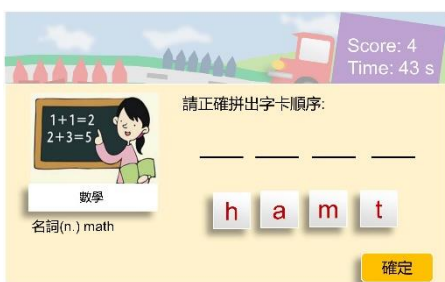 Score: 4
Time: 43 s
請正確拼出字卡順序:
1+1=2
2+3=5
數學
名詞(n.) math
h a m t
確定